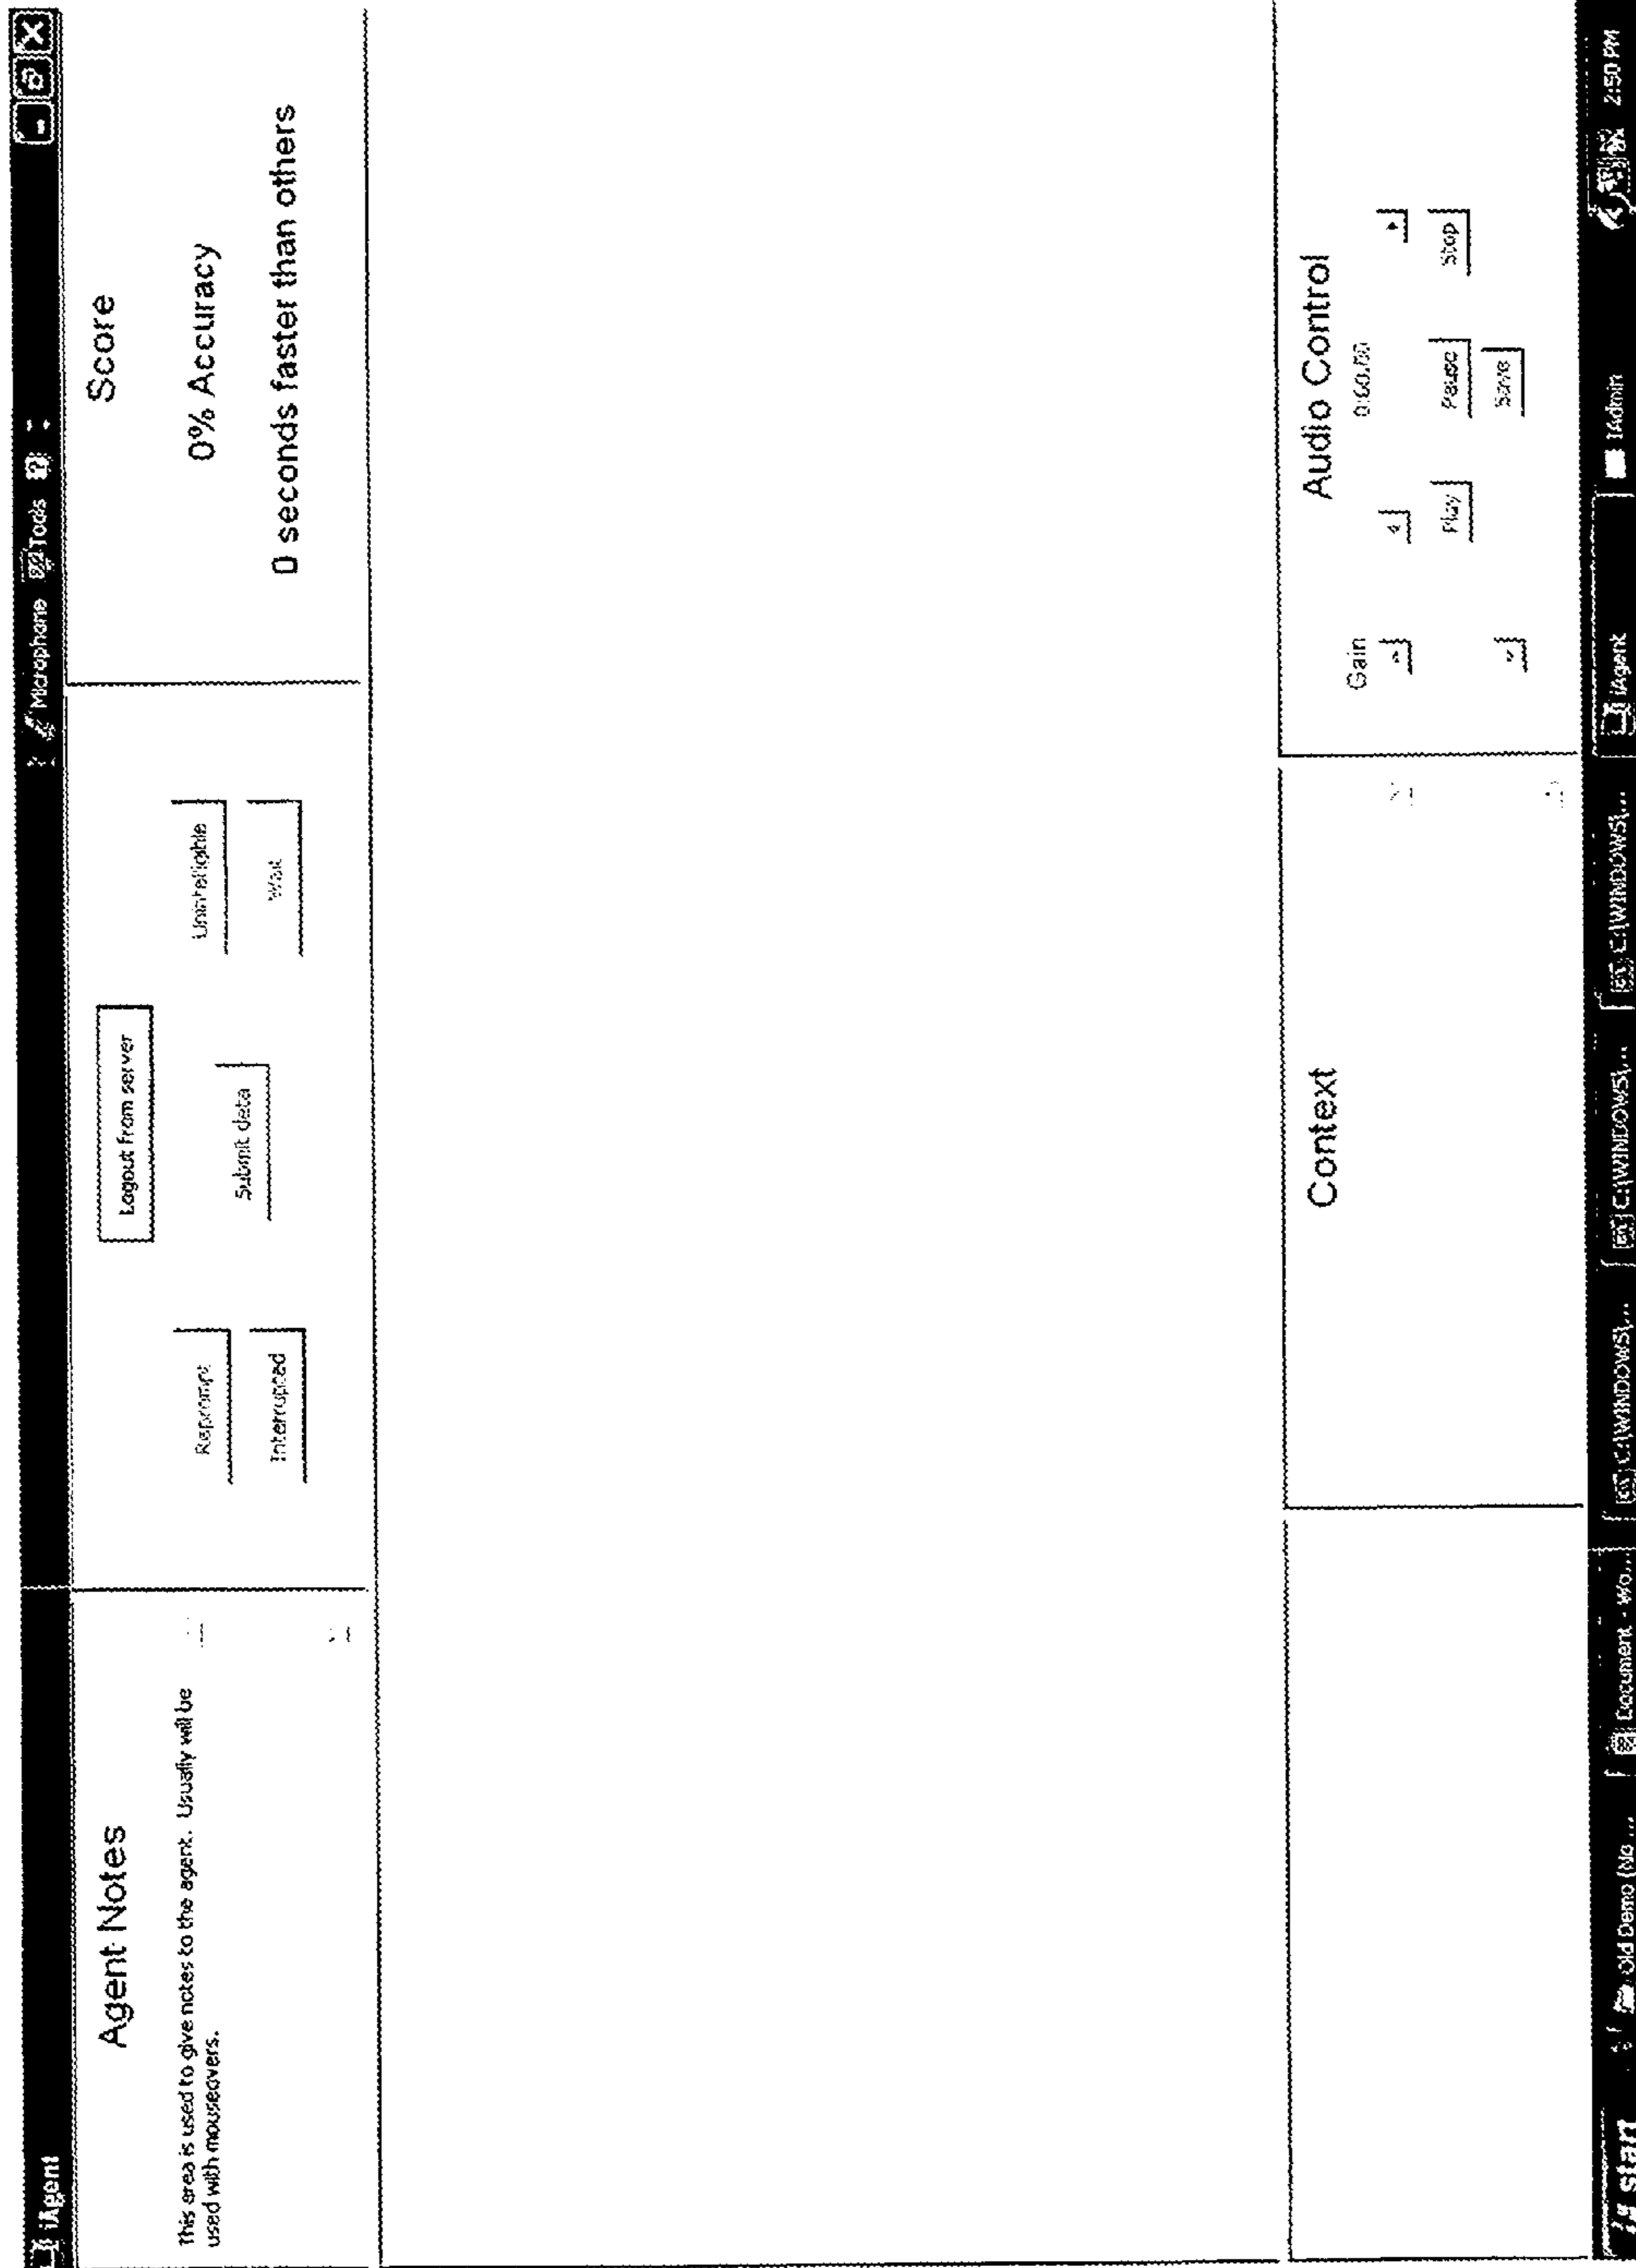 iAgent
Microphone Tools
Agent Notes
This area is used to give notes to the agent. Usually will be
used with mouseovers.
Logout from server
Reprompt
Unintelligible
Submit data
Interrupted
Wait
Score
0% Accuracy
0 seconds faster than others
Context
Audio Control
Gain
Play
Pause
Stop
Save
start
Old Demo (No ...
Document - Wo...
C:\WINDOWS\...
C:\WINDOWS\...
C:\WINDOWS\...
iAgent
IAdmin
2:50 PM